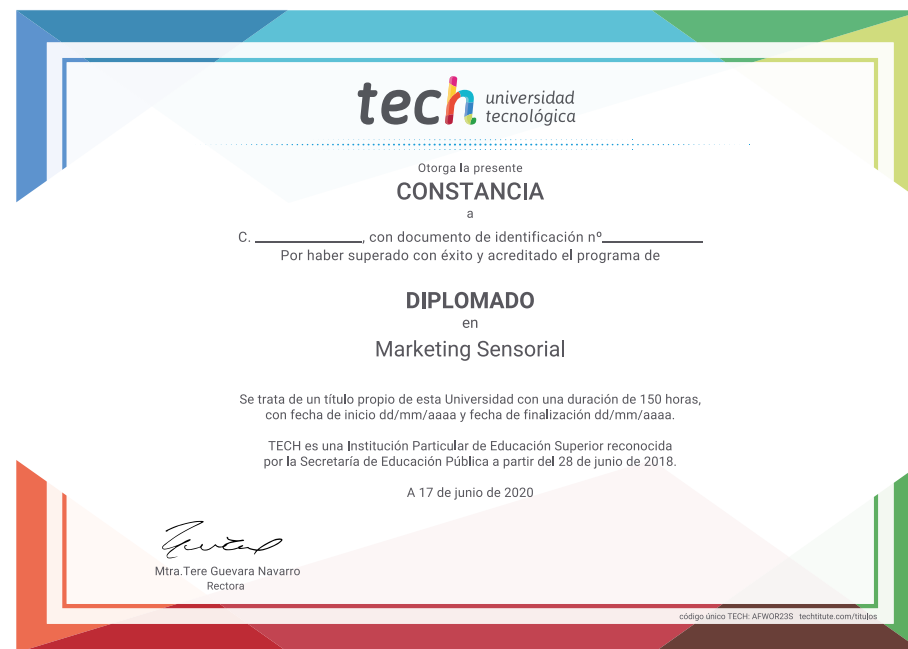 tech universidad
tecnológica
Otorga la presente
CONSTANCIA
a
C. ____________, con documento de identificación nº____________
Por haber superado con éxito y acreditado el programa de
DIPLOMADO
en
Marketing Sensorial
Se trata de un título propio de esta Universidad con una duración de 150 horas,
con fecha de inicio dd/mm/aaaa y fecha de finalización dd/mm/aaaa.
TECH es una Institución Particular de Educación Superior reconocida
por la Secretaría de Educación Pública a partir del 28 de junio de 2018.
A 17 de junio de 2020
Mtra.Tere Guevara Navarro
Rectora
código único TECH: AFWOR23S techtitute.com/titulos